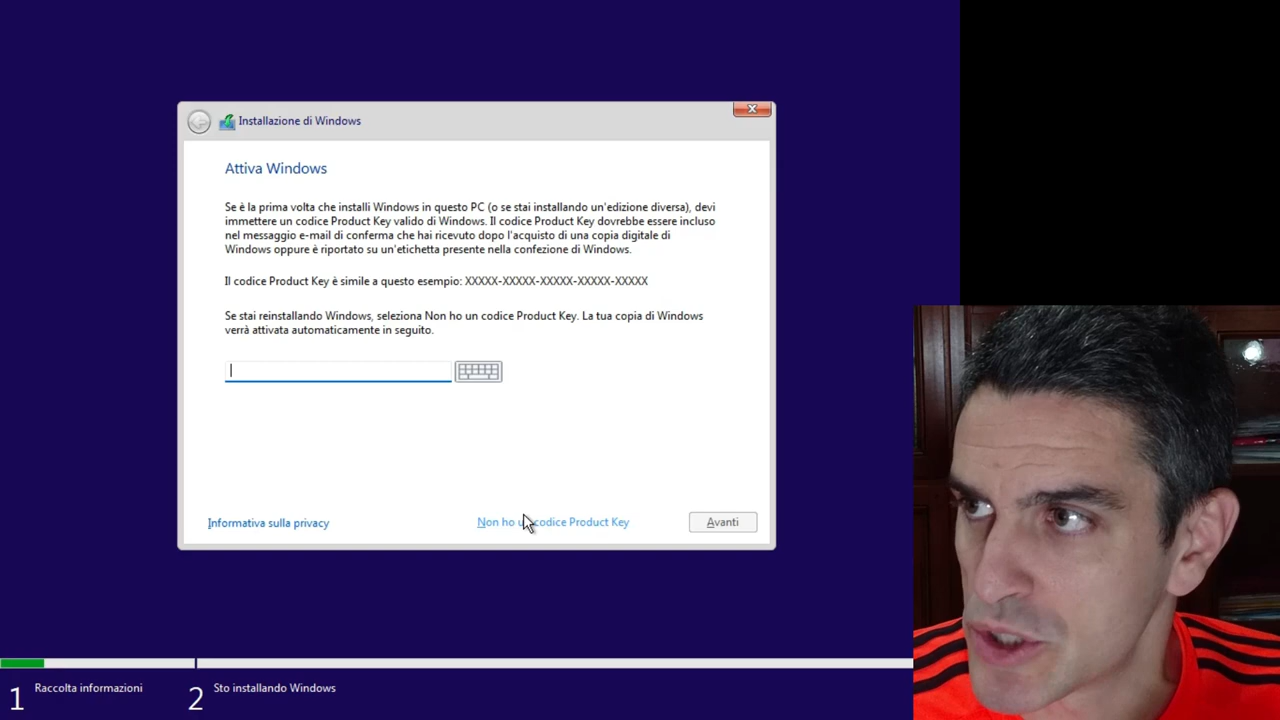 Installazione di Windows
Attiva Windows
Se è la prima volta che installi Windows in questo PC (o se stai installando un'edizione diversa), devi
immettere un codice Product Key valido di Windows. Il codice Product Key dovrebbe essere incluso
nel messaggio e-mail di conferma che hai ricevuto dopo l'acquisto di una copia digitale di
Windows oppure è riportato su un'etichetta presente nella confezione di Windows.
Il codice Product Key è simile a questo esempio: XXXXX-XXXXX-XXXXX-XXXXX-XXXXX
Se stai reinstallando Windows, seleziona Non ho un codice Product Key. La tua copia di Windows
verrà attivata automaticamente in seguito.
Informativa sulla privacy
Non ho un codice Product Key
Avanti
1 Raccolta informazioni
2 Sto installando Windows